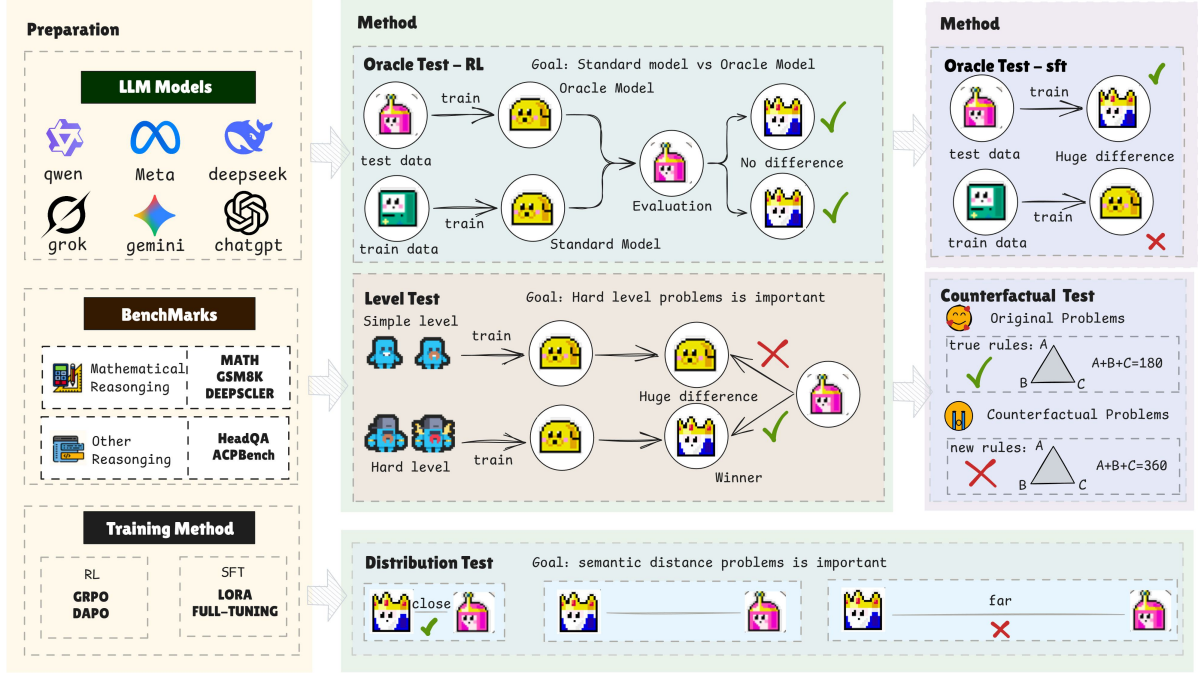 Preparation
LLM Models
qwen
Meta
deepseek
grok
gemini
chatgpt
BenchMarks
Mathematical
Reasonging
MATH
GSM8K
DEEPSCLER
Other
Reasonging
HeadQA
ACPBench
Training Method
RL
GRPO
DAPO
SFT
LORA
FULL-TUNING
Method
Oracle Test - RL
Goal: Standard model vs Oracle Model
test data
train
Oracle Model
train data
train
Standard Model
Evaluation
No difference
Level Test
Goal: Hard level problems is important
Simple level
train
Huge difference
Hard level
train
Winner
Method
Oracle Test - sft
train
test data
Huge difference
train
train data
Counterfactual Test
Original Problems
true rules:
A
B
C
A+B+C=180
Counterfactual Problems
new rules:
A
B
C
A+B+C=360
Distribution Test
Goal: semantic distance problems is important
close
far